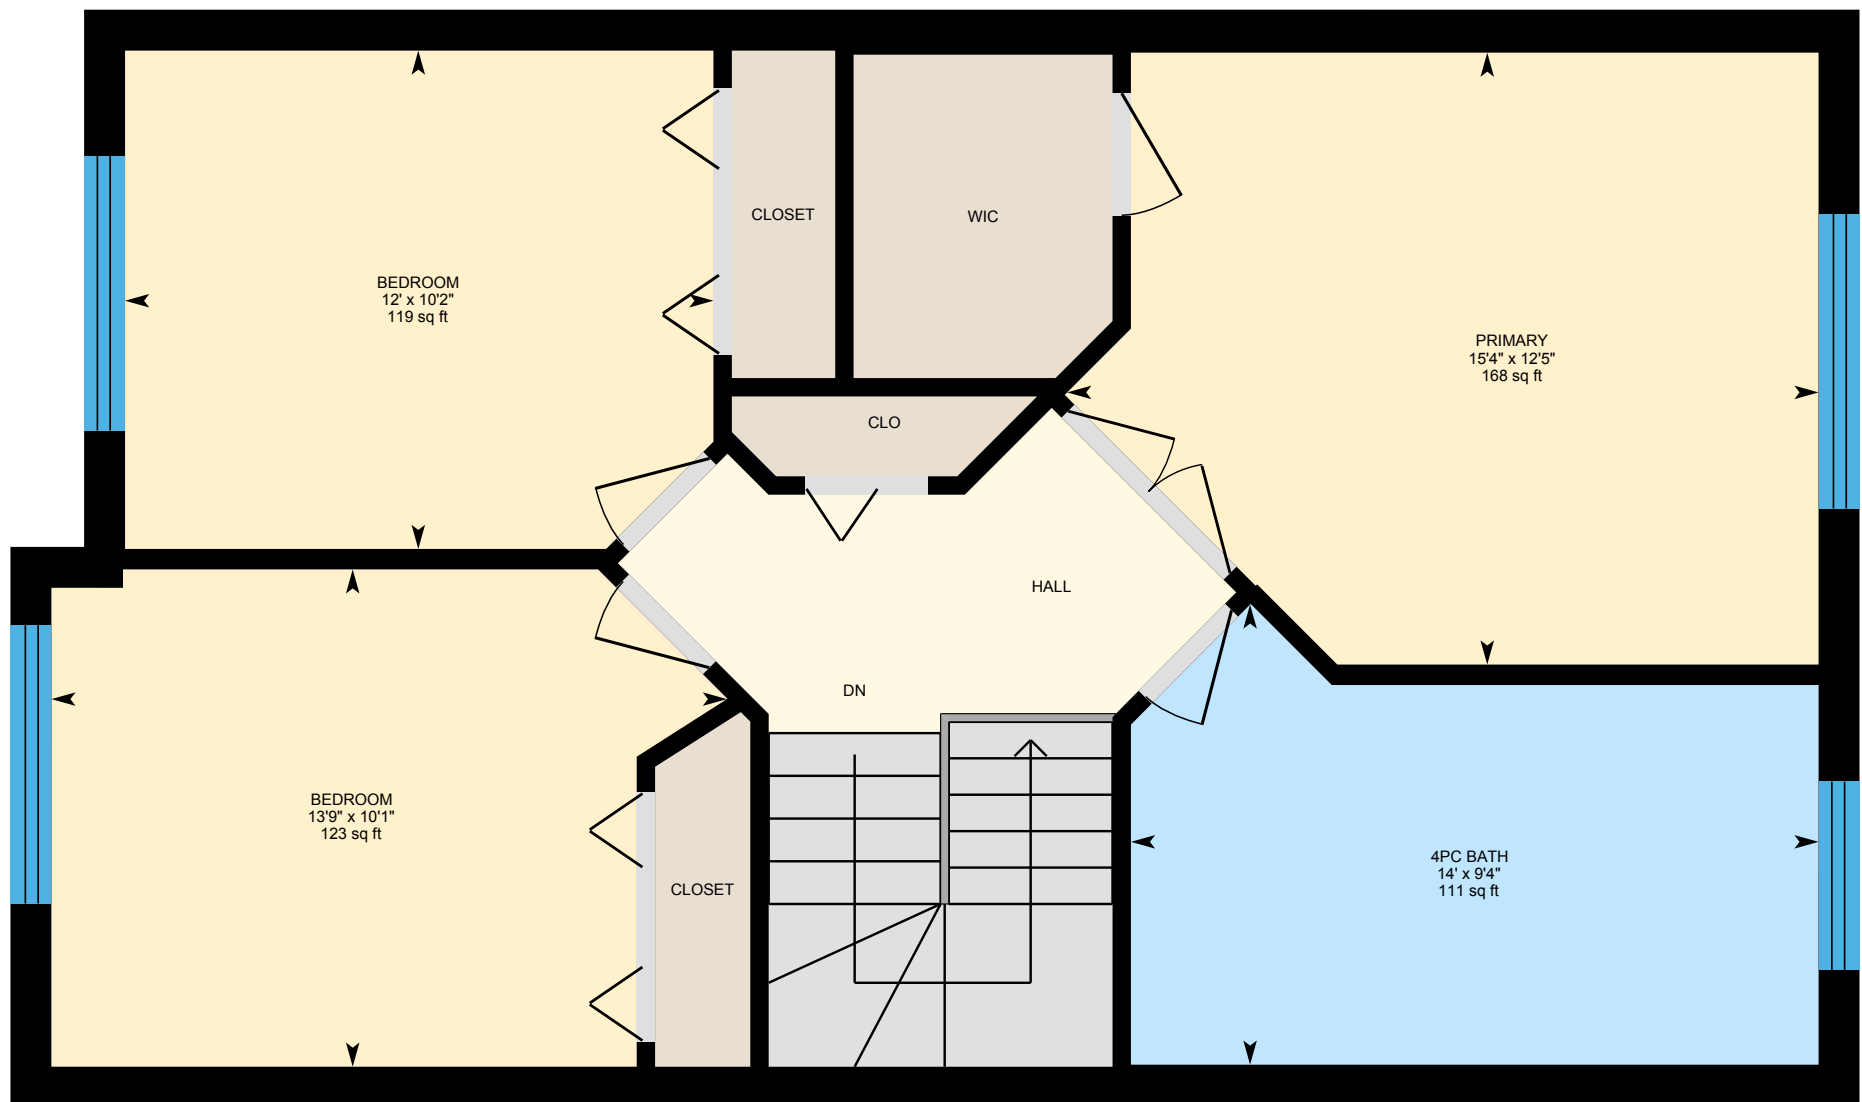 CLOSET
WIC
BEDROOM
12' x 10'2"
119 sq ft
PRIMARY
15'4" x 12'5"
168 sq ft
CLO
HALL
DN
BEDROOM
13'9" x 10'1"
123 sq ft
CLOSET
4PC BATH
14' x 9'4"
111 sq ft